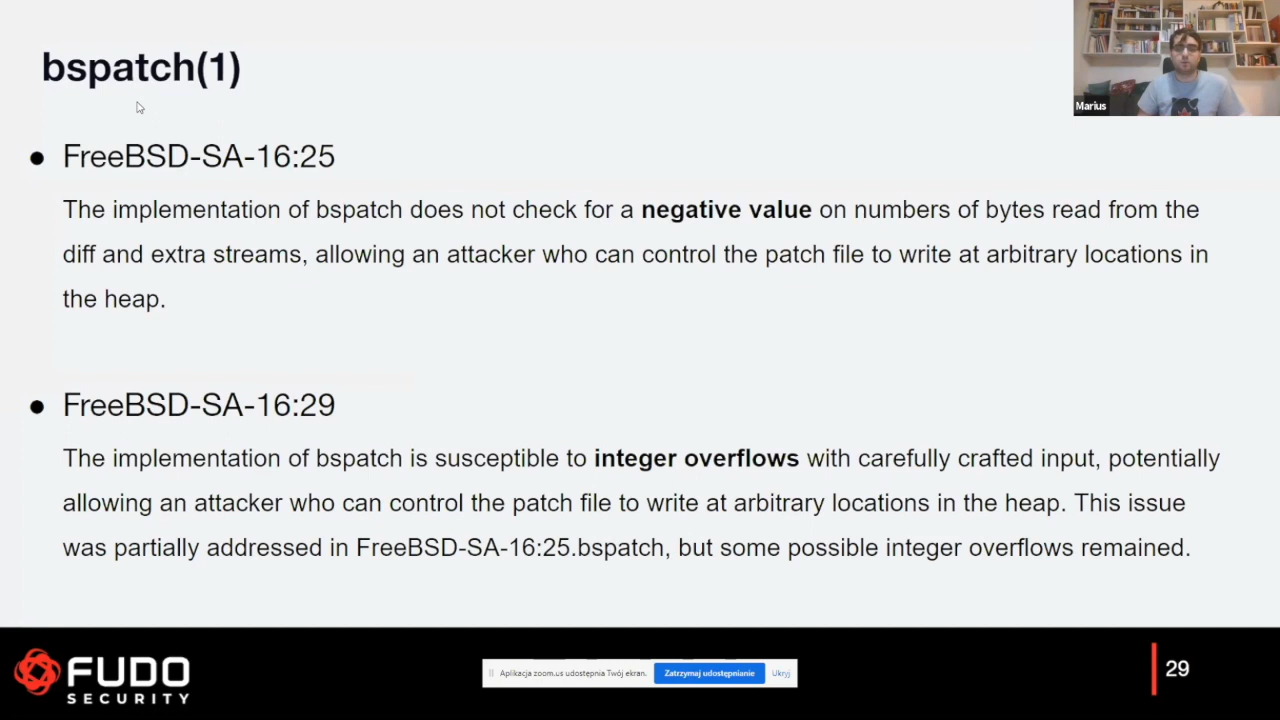 bspatch(1)
Marius
● FreeBSD-SA-16:25
The implementation of bspatch does not check for a negative value on numbers of bytes read from the
diff and extra streams, allowing an attacker who can control the patch file to write at arbitrary locations in
the heap.
● FreeBSD-SA-16:29
The implementation of bspatch is susceptible to integer overflows with carefully crafted input, potentially
allowing an attacker who can control the patch file to write at arbitrary locations in the heap. This issue
was partially addressed in FreeBSD-SA-16:25.bspatch, but some possible integer overflows remained.
FUDO
SECURITY
Aplikacja zoom.us udostępnia Twój ekran. Zatrzymaj udostępnianie Ukryj
29